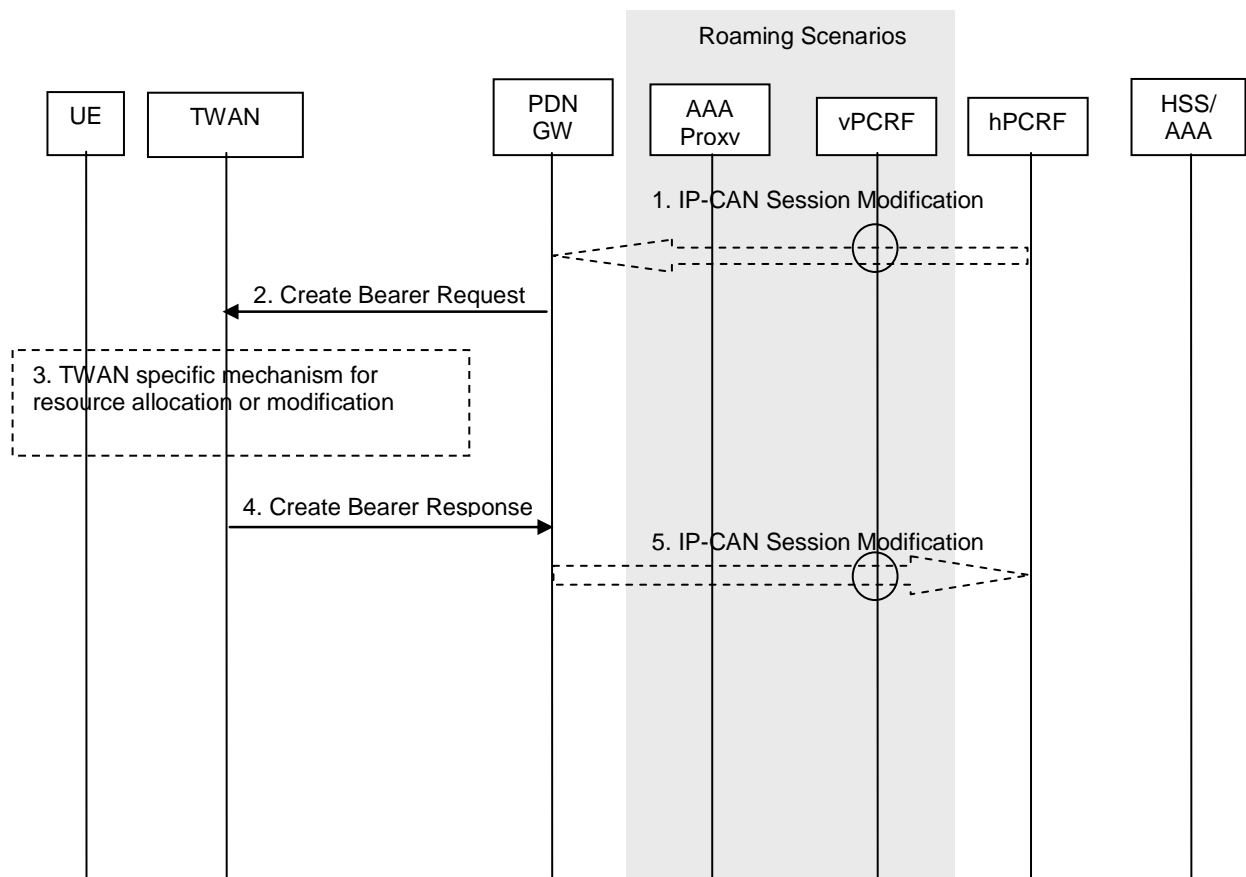 Roaming Scenarios
UE
TWAN
PDN
GW
AAA
Proxy
vPCRF
hPCRF
HSS/
AAA
1. IP-CAN Session Modification
2. Create Bearer Request
3. TWAN specific mechanism for
resource allocation or modification
4. Create Bearer Response
5. IP-CAN Session Modification